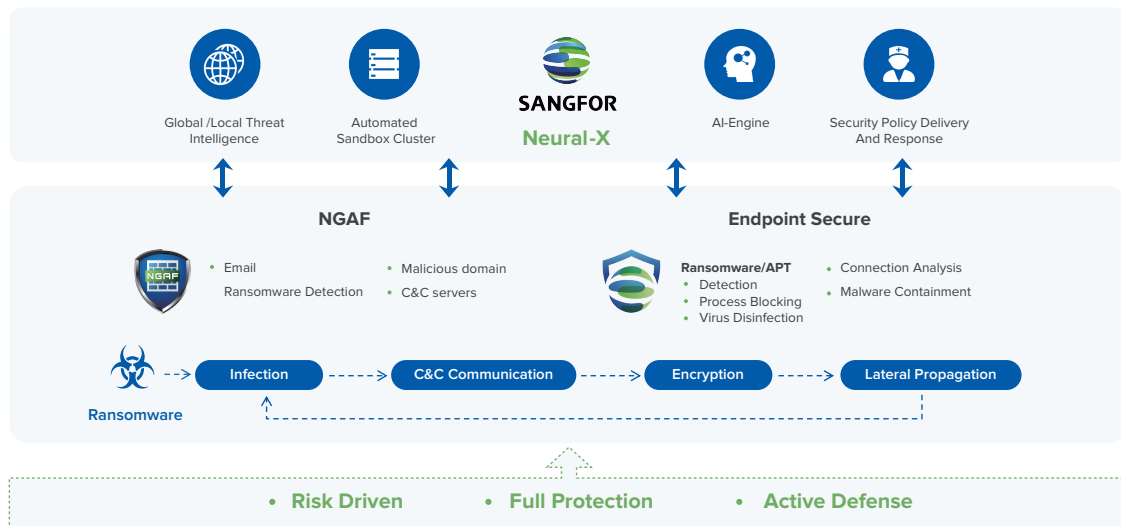 Global /Local Threat
Intelligence
Automated
Sandbox Cluster
SANGFOR
Neural-X
AI-Engine
Security Policy Delivery
And Response
NGAF
Endpoint Secure
NGAF
• Email
Ransomware Detection
• Malicious domain
• C&C servers
Ransomware/APT
• Detection
• Process Blocking
• Virus Disinfection
• Connection Analysis
• Malware Containment
Ransomware
Infection
C&C Communication
Encryption
Lateral Propagation
• Risk Driven
• Full Protection
• Active Defense